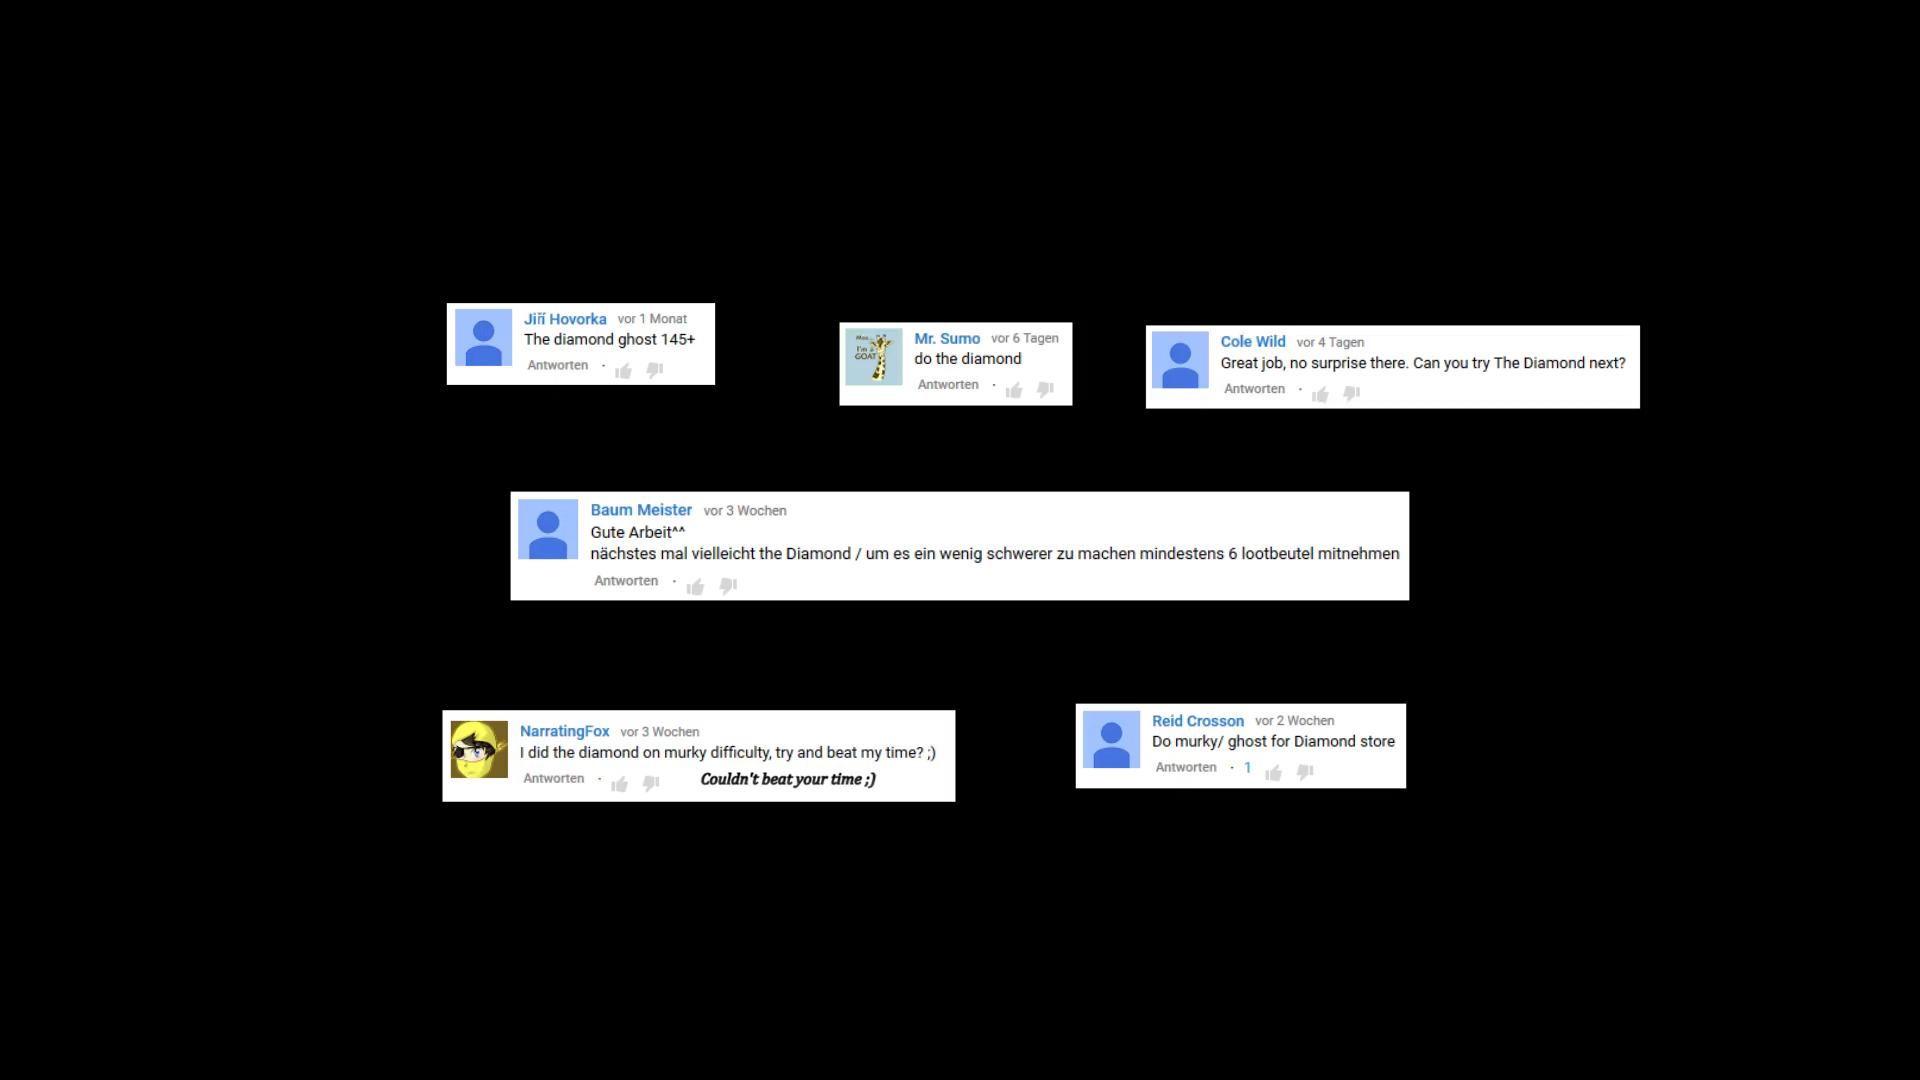 Jiří Hovorka vor 1 Monat
The diamond ghost 145+
Antworten ·
Moo...
I'm a
GOAT
Mr. Sumo vor 6 Tagen
do the diamond
Antworten ·
Cole Wild vor 4 Tagen
Great job, no surprise there. Can you try The Diamond next?
Antworten ·
Baum Meister vor 3 Wochen
Gute Arbeit^^
nächstes mal vielleicht the Diamond / um es ein wenig schwerer zu machen mindestens 6 lootbeutel mitnehmen
Antworten ·
NarratingFox vor 3 Wochen
I did the diamond on murky difficulty, try and beat my time? ;)
Antworten · Couldn't beat your time ;)
Reid Crosson vor 2 Wochen
Do murky/ ghost for Diamond store
Antworten · 1